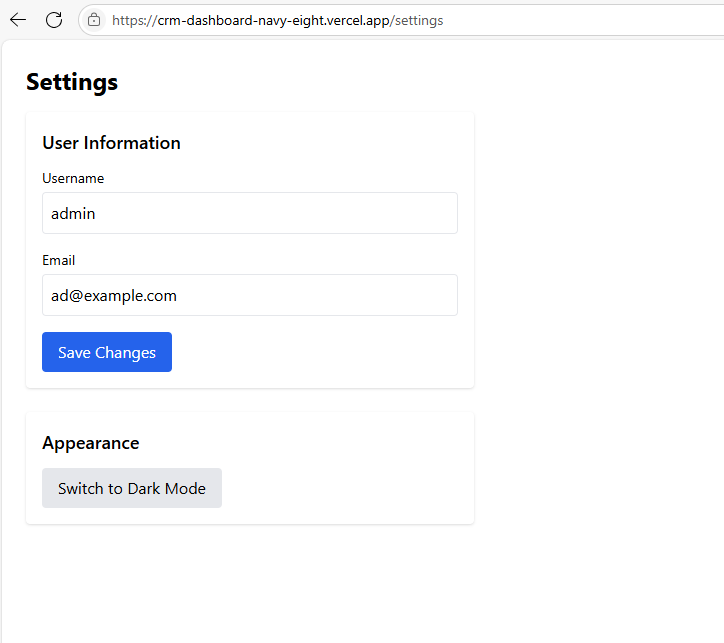 https://crm-dashboard-navy-eight.vercel.app/settings
Settings
User Information
Username
admin
Email
ad@example.com
Save Changes
Appearance
Switch to Dark Mode